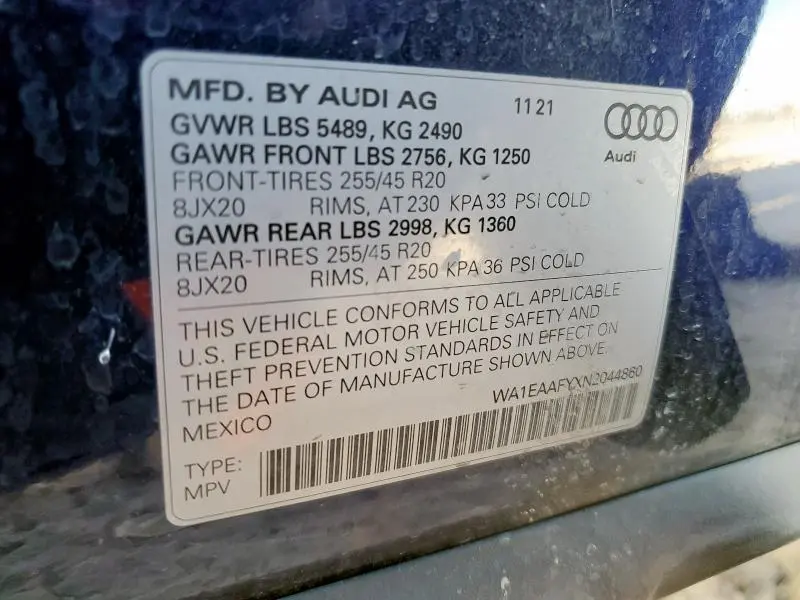 MFD. BY AUDI AG 11 21
GVWR LBS 5489, KG 2490
GAWR FRONT LBS 2756, KG 1250
Audi
FRONT-TIRES 255/45 R20
8JX20 RIMS, AT 230 KPA 33 PSI COLD
GAWR REAR LBS 2998, KG 1360
REAR-TIRES 255/45 R20
8JX20 RIMS, AT 250 KPA 36 PSI COLD
THIS VEHICLE CONFORMS TO ALL APPLICABLE
U.S. FEDERAL MOTOR VEHICLE SAFETY AND
THEFT PREVENTION STANDARDS IN EFFECT ON
THE DATE OF MANUFACTURE SHOWN ABOVE.
MEXICO WA1EAAFYXN2044860
TYPE:
MPV